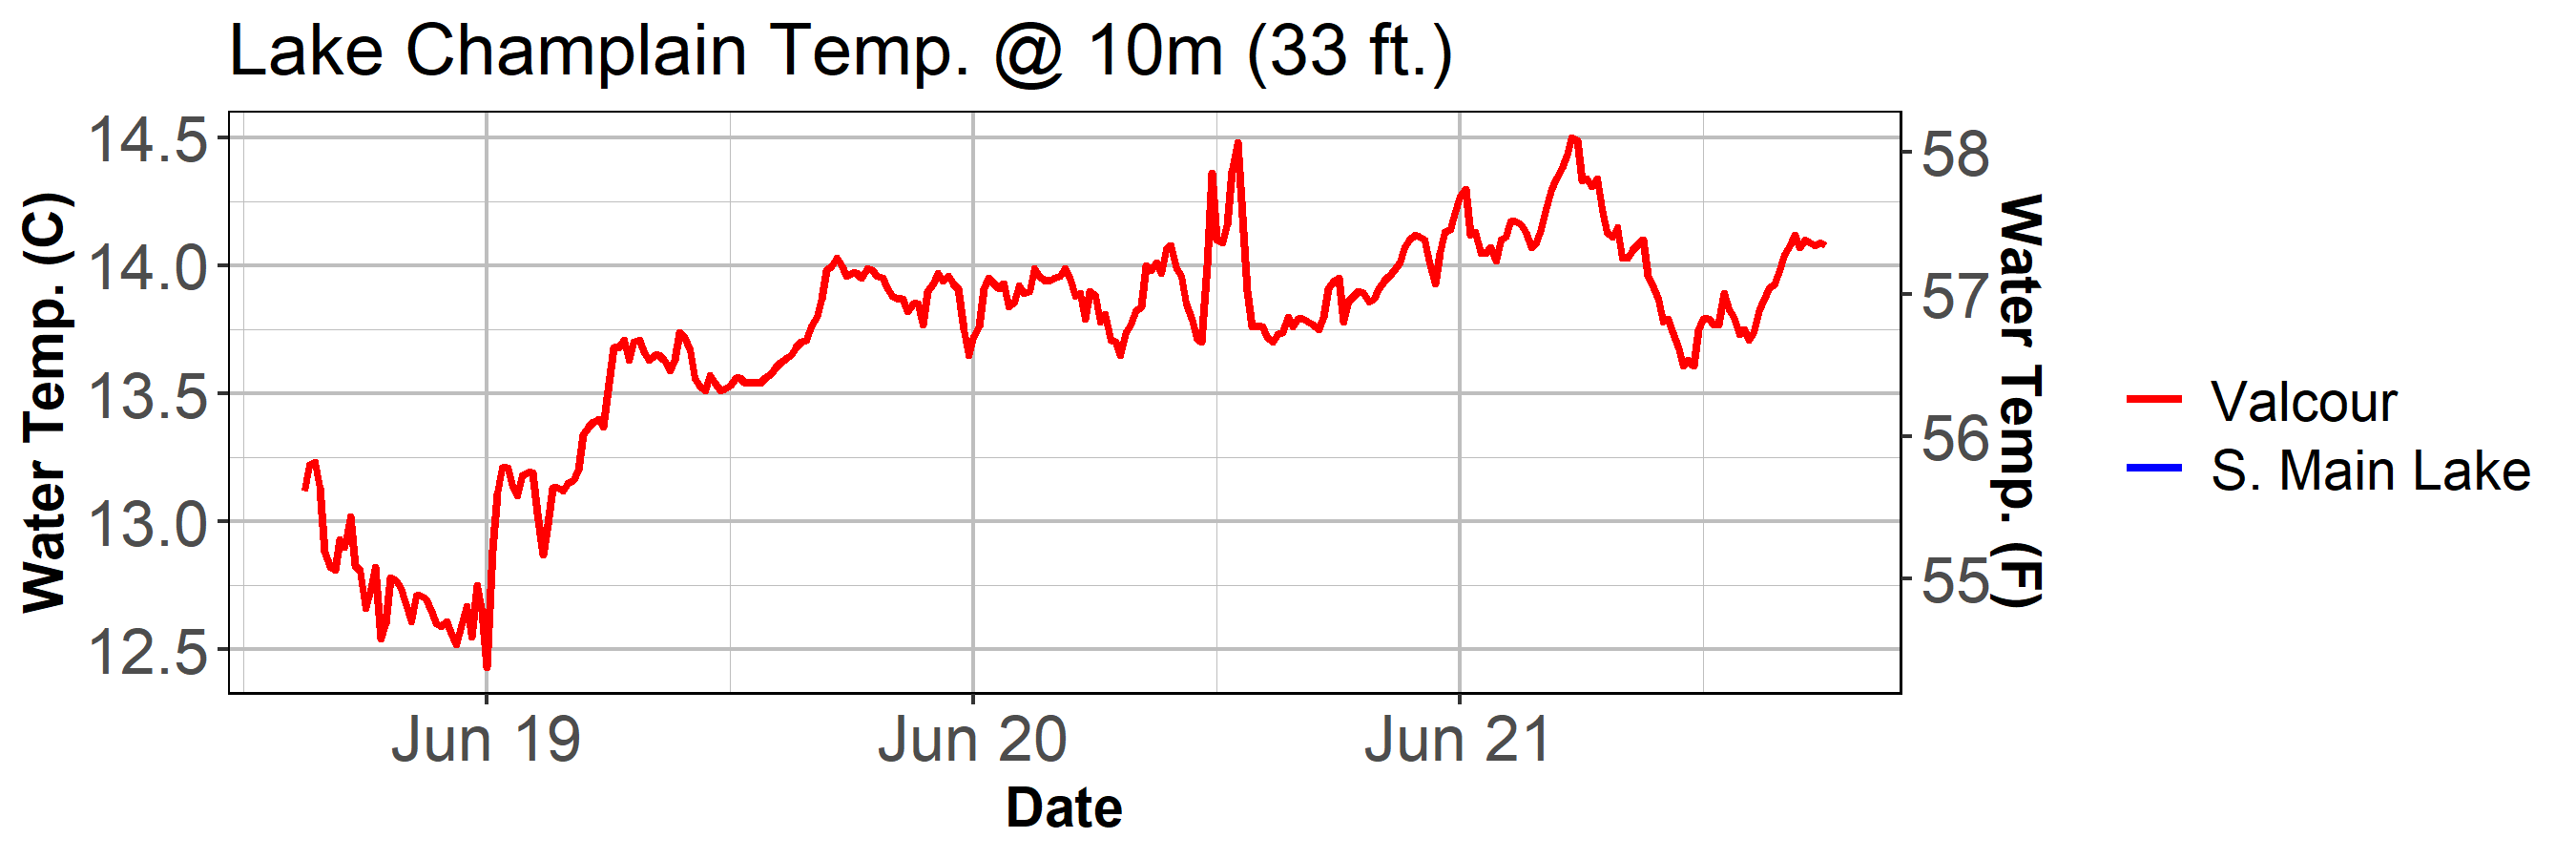 Lake Champlain Temp. @ 10m (33 ft.)
Water Temp. (C)
14.5
14.0
13.5
13.0
12.5
58
57
56
55
Water Temp. (F)
Jun 19
Jun 20
Jun 21
Date
Valcour
S. Main Lake